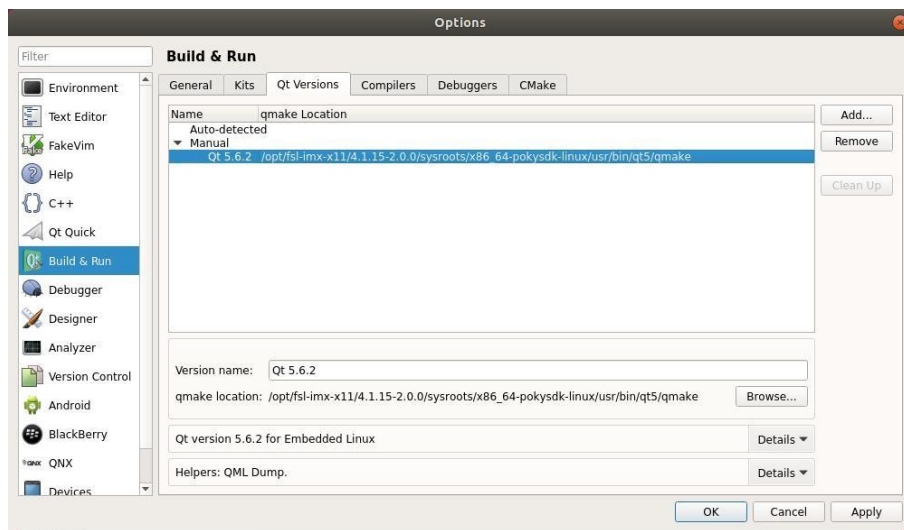 Options
Filter
Build & Run
Environment
Text Editor
FakeVim
Help
C++
Qt Quick
Build & Run
Debugger
Designer
Analyzer
Version Control
Android
BlackBerry
QNX
Devices
General Kits Qt Versions Compilers Debuggers CMake
Name qmake Location
Auto-detected
Manual
Qt 5.6.2 /opt/fsl-imx-x11/4.1.15-2.0.0/sysroots/x86_64-pokysdk-linux/usr/bin/qt5/qmake
Add...
Remove
Clean Up
Version name: Qt 5.6.2
qmake location: /opt/fsl-imx-x11/4.1.15-2.0.0/sysroots/x86_64-pokysdk-linux/usr/bin/qt5/qmake Browse...
Qt version 5.6.2 for Embedded Linux Details
Helpers: QML Dump. Details
OK Cancel Apply